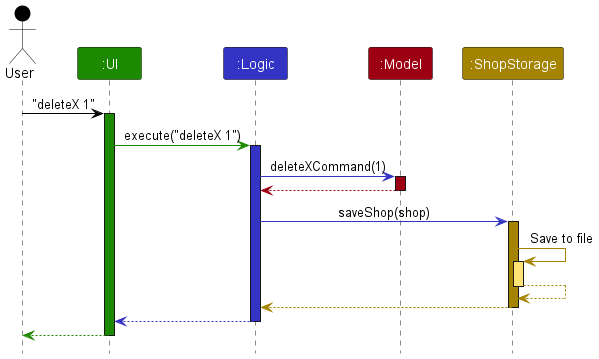 User
:UI
:Logic
:Model
:ShopStorage
"deleteX 1"
execute("deleteX 1")
deleteXCommand(1)
saveShop(shop)
Save to file